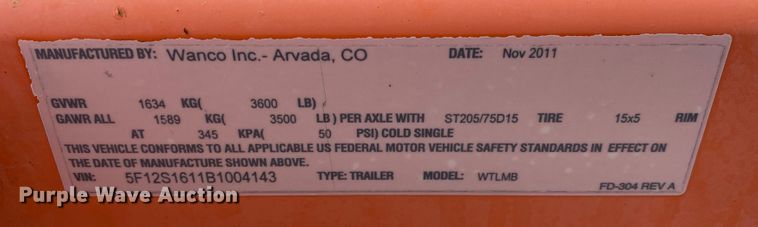 MANUFACTURED BY: Wanco Inc.- Arvada, CO DATE: Nov 2011
GVWR 1634 KG( 3600 LB)
GAWR ALL 1589 KG( 3500 LB) PER AXLE WITH ST205/75D15 TIRE 15x5 RIM
AT 345 KPA( 50 PSI) COLD SINGLE
THIS VEHICLE CONFORMS TO ALL APPLICABLE US FEDERAL MOTOR VEHICLE SAFETY STANDARDS IN EFFECT ON
THE DATE OF MANUFACTURE SHOWN ABOVE.
VIN: 5F12S1611B1004143 TYPE: TRAILER MODEL: WTLMB
FD-304 REV A
Purple Wave Auction